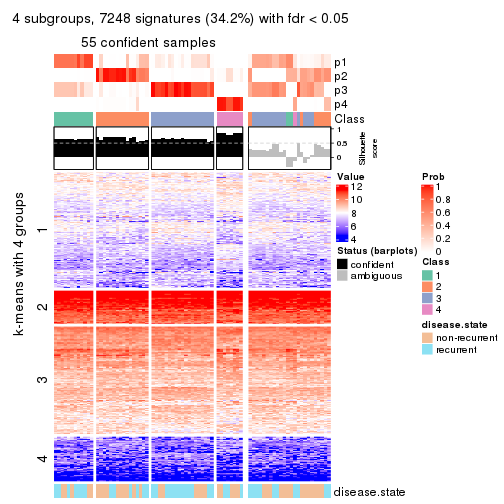 4 subgroups, 7248 signatures (34.2%) with fdr < 0.05
55 confident samples
p1
p2
p3
p4
Class
1
0.5
0
Silhouette
score
k-means with 4 groups
1
2
3
4
disease.state
Value
12
10
8
6
4
Status (barplots)
confident
ambiguous
Prob
1
0.8
0.6
0.4
0.2
0
Class
1
2
3
4
disease.state
non-recurrent
recurrent